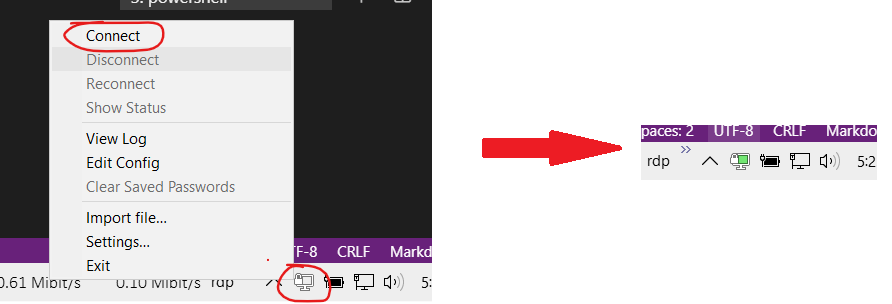 3: powershell
Connect
Disconnect
Reconnect
Show Status
View Log
Edit Config
Clear Saved Passwords
Import file...
Settings...
Exit
TF-8 CRLF Markd
0.61 Mibit/s 0.10 Mibit/s rdp 5:
paces: 2 UTF-8 CRLF Markdo
rdp 5:2